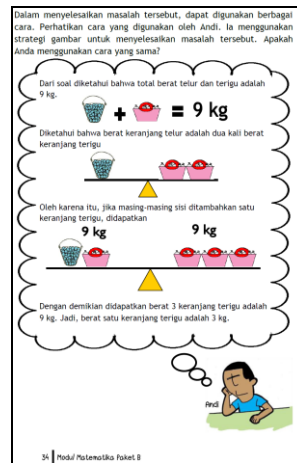 Dalam menyelesaikan masalah tersebut, dapat digunakan berbagai
cara. Perhatikan cara yang digunakan oleh Andi. Ia menggunakan
strategi gambar untuk menyelesaikan masalah tersebut. Apakah
Anda menggunakan cara yang sama?
Dari soal diketahui bahwa total berat telur dan terigu adalah
9 kg.
+ = 9 kg
Diketahui bahwa berat keranjang telur adalah dua kali berat
keranjang terigu
Oleh karena itu, jika masing-masing sisi ditambahkan satu
keranjang terigu, didapatkan
9 kg 9 kg
Dengan demikian didapatkan berat 3 keranjang terigu adalah
9 kg. Jadi, berat satu keranjang terigu adalah 3 kg.
Andi
34 Modul Matematika Paket B